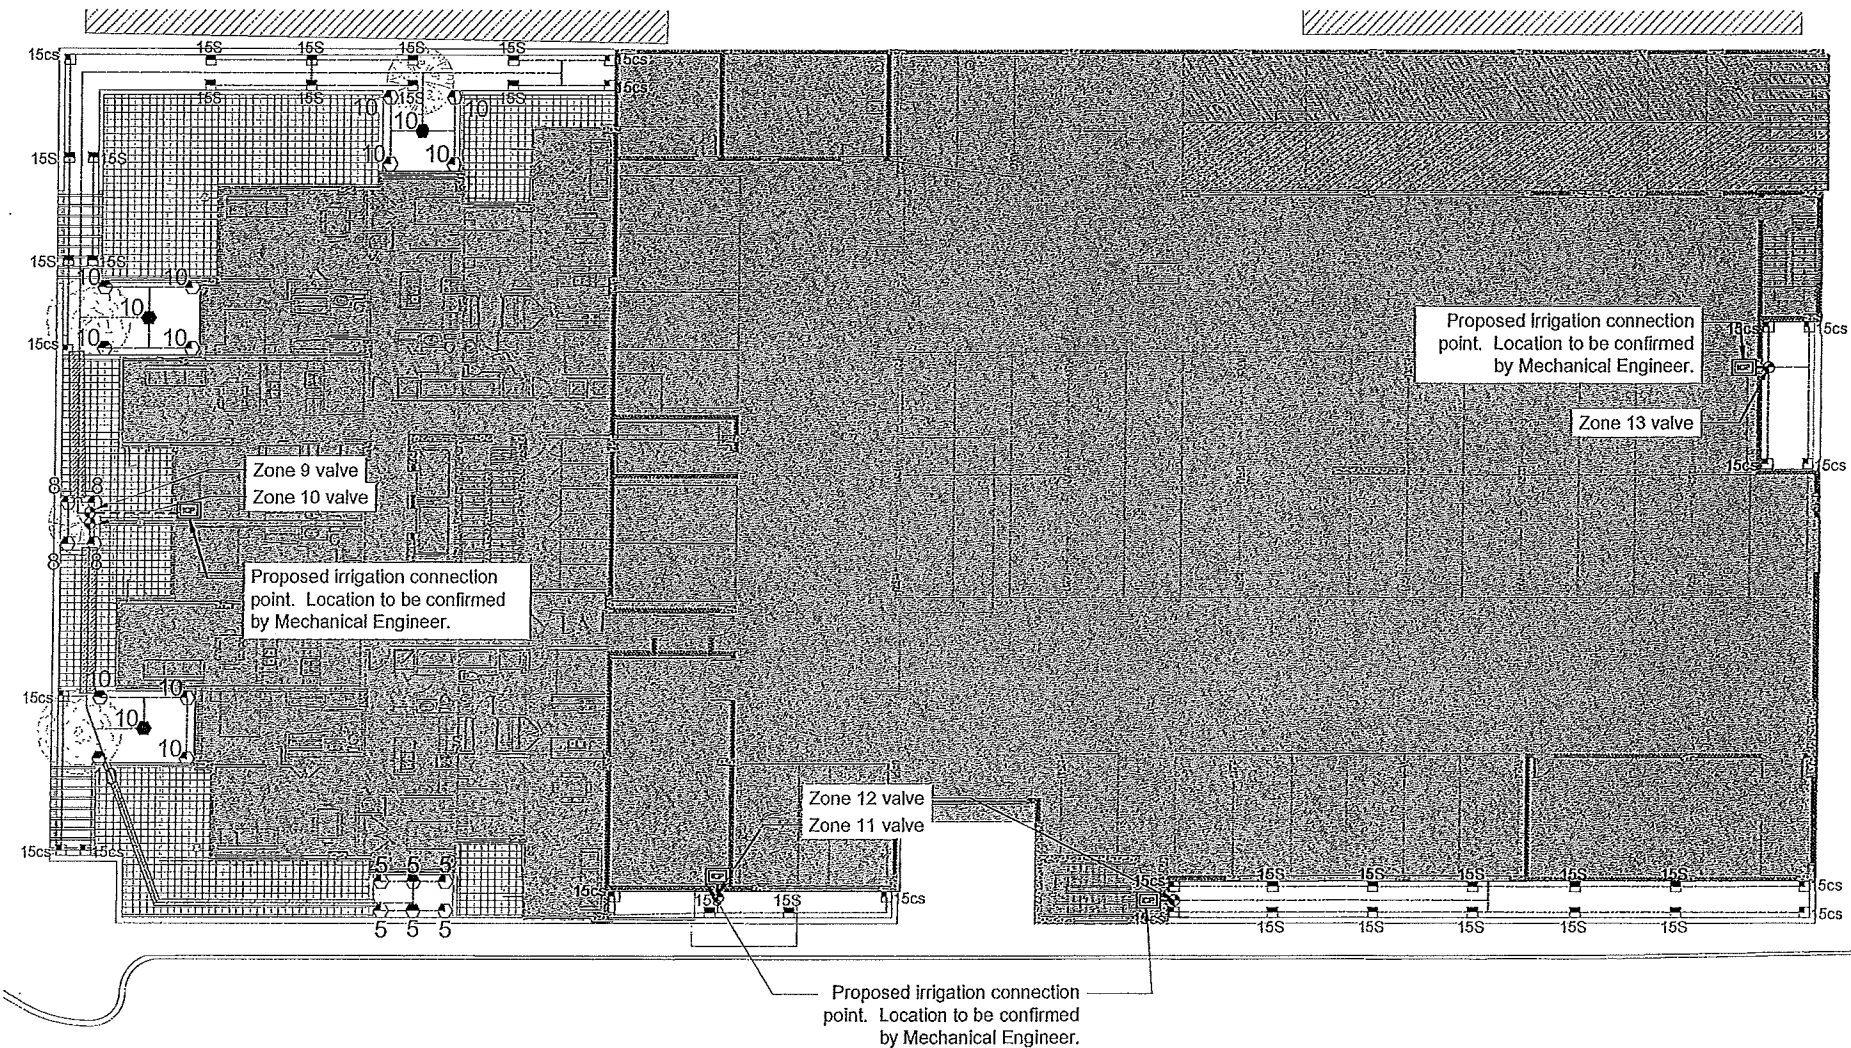 15cs 15S 15S 15S 15S 15cs
15S 15S 15S 15S 15cs
10 10
10
10 10
15S 15S
15S 15S
10 10
10
15cs 10 10
Proposed irrigation connection
point. Location to be confirmed
by Mechanical Engineer.
15cs 15cs
Zone 13 valve
15cs 15cs
Zone 9 valve
Zone 10 valve
8 8
8 8
Proposed irrigation connection
point. Location to be confirmed
by Mechanical Engineer.
10 10
15cs
10
10
10
Zone 12 valve
Zone 11 valve
15cs 15cs
5 5 5
5 5 5
15cs 15S 15S 15cs
15cs 15S 15S 15S 15S 15S 15cs
15cs 15S 15S 15S 15S 15S 15cs
Proposed irrigation connection
point. Location to be confirmed
by Mechanical Engineer.